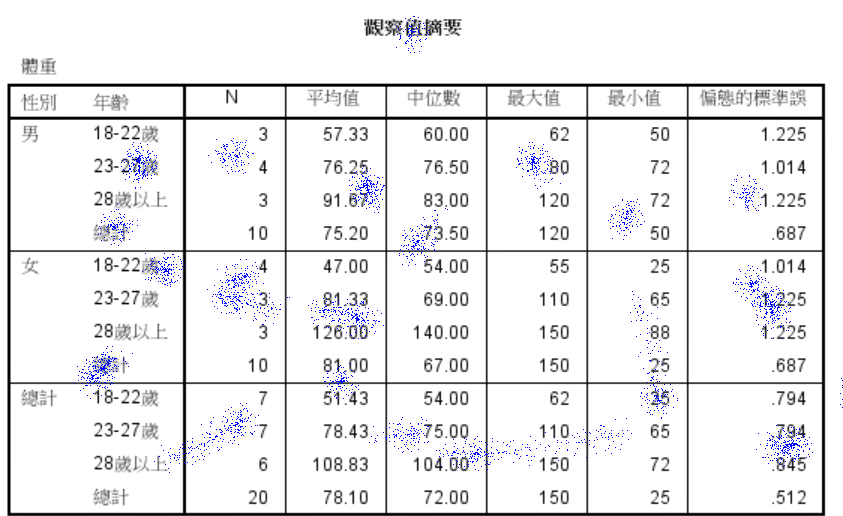 觀察值摘要
體重
性別 年齡 N 平均值 中位數 最大值 最小值 偏態的標準誤
男 18-22歲 3 57.33 60.00 62 50 1.225
23-27歲 4 76.25 76.50 80 72 1.014
28歲以上 3 91.67 83.00 120 72 1.225
總計 10 75.20 73.50 120 50 .687
女 18-22歲 4 47.00 54.00 55 25 1.014
23-27歲 3 81.33 69.00 110 65 1.225
28歲以上 3 126.00 140.00 150 88 1.225
總計 10 81.00 67.00 150 25 .687
總計 18-22歲 7 51.43 54.00 62 25 .794
23-27歲 7 78.43 75.00 110 65 .794
28歲以上 6 108.83 104.00 150 72 .845
總計 20 78.10 72.00 150 25 .512